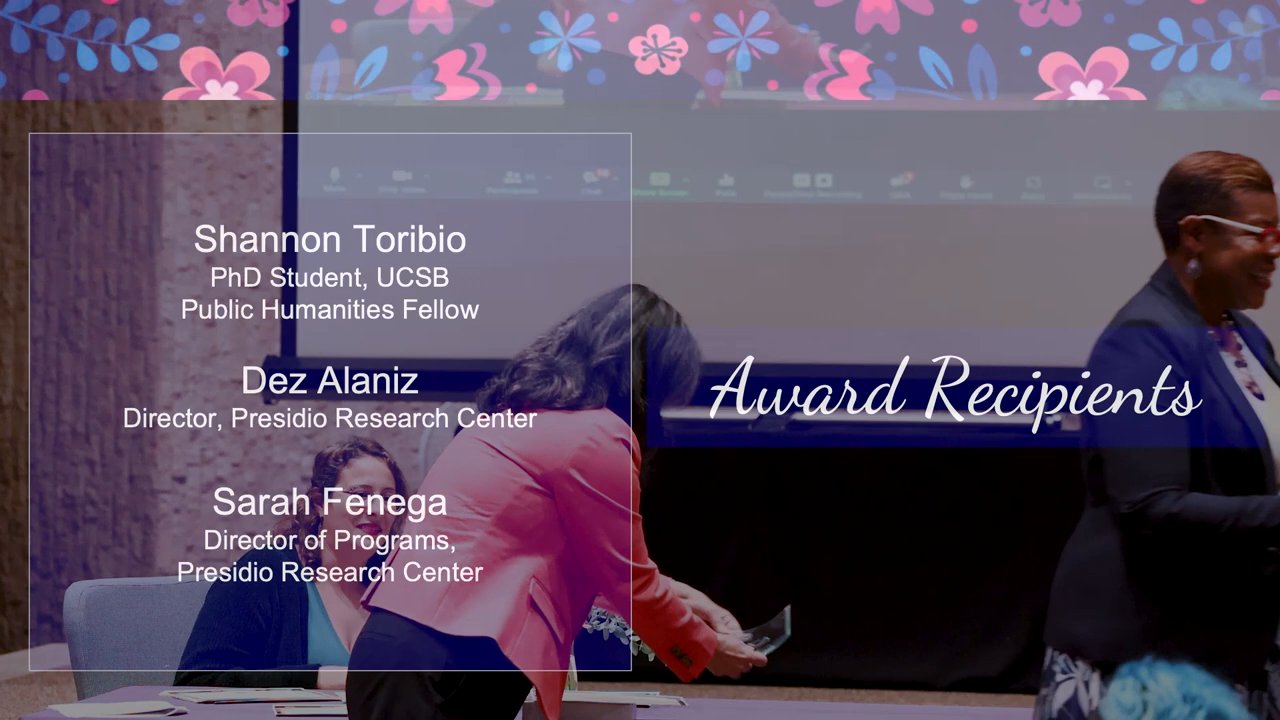 Shannon Toribio
PhD Student, UCSB
Public Humanities Fellow
Dez Alaniz
Director, Presidio Research Center
Sarah Fenega
Director of Programs,
Presidio Research Center
Award Recipients